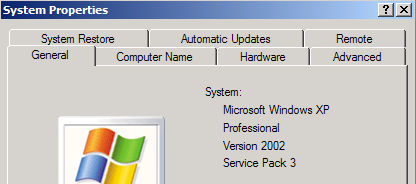 System Properties
System Restore Automatic Updates Remote
General Computer Name Hardware Advanced
System:
Microsoft Windows XP
Professional
Version 2002
Service Pack 3